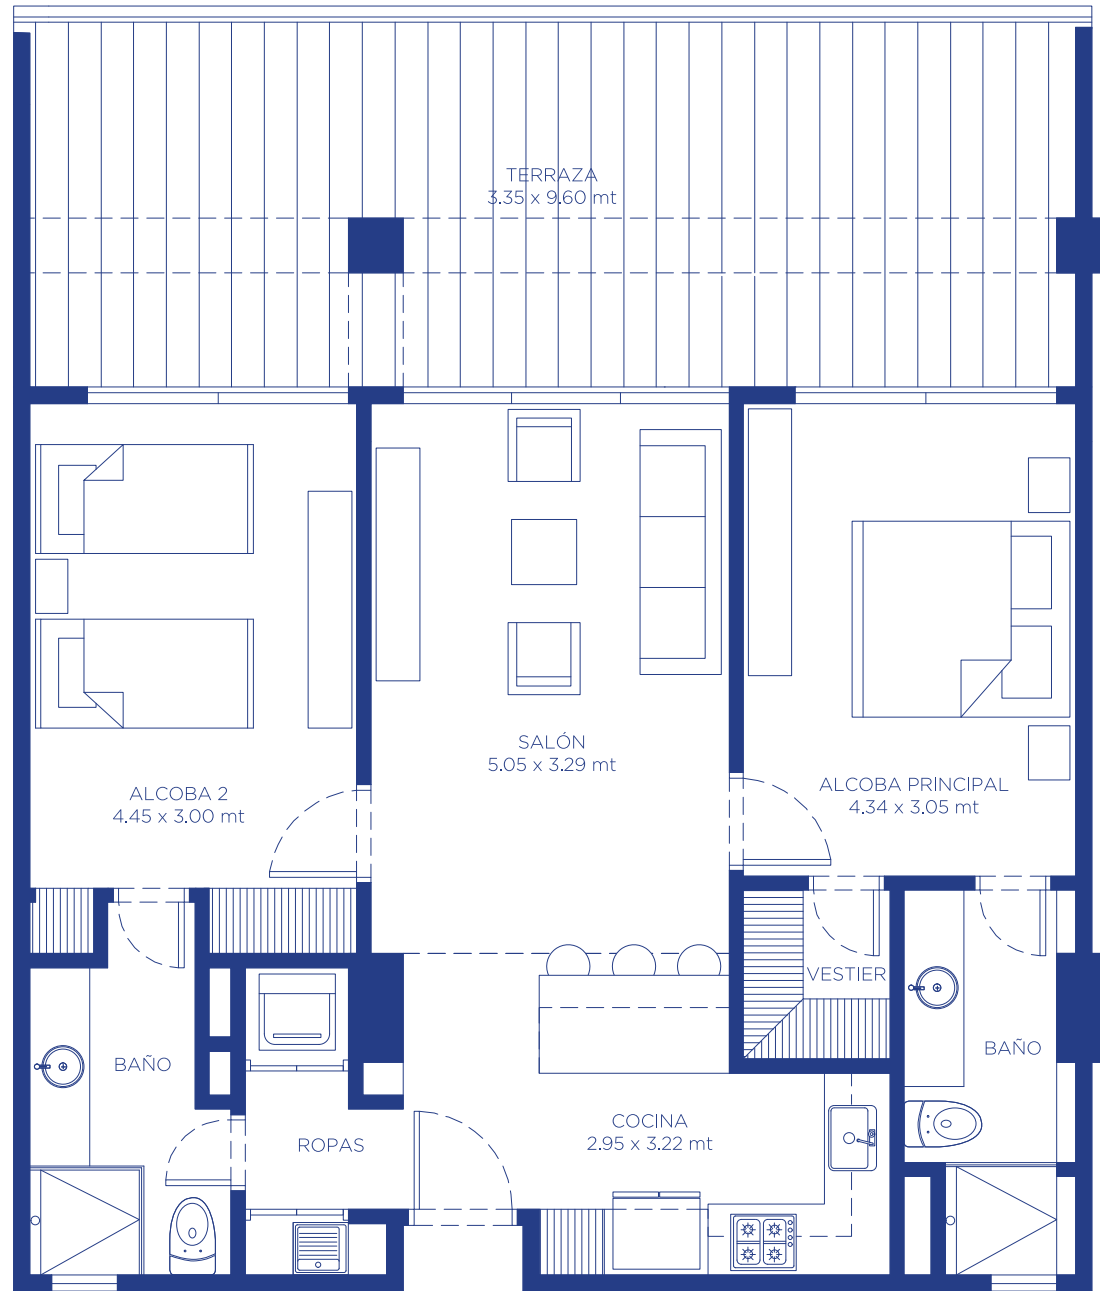 TERRAZA
3.35 x 9.60 mt
SALÓN
5.05 x 3.29 mt
ALCOBA 2
4.45 x 3.00 mt
ALCOBA PRINCIPAL
4.34 x 3.05 mt
VESTIER
BAÑO
BAÑO
ROPAS
COCINA
2.95 x 3.22 mt